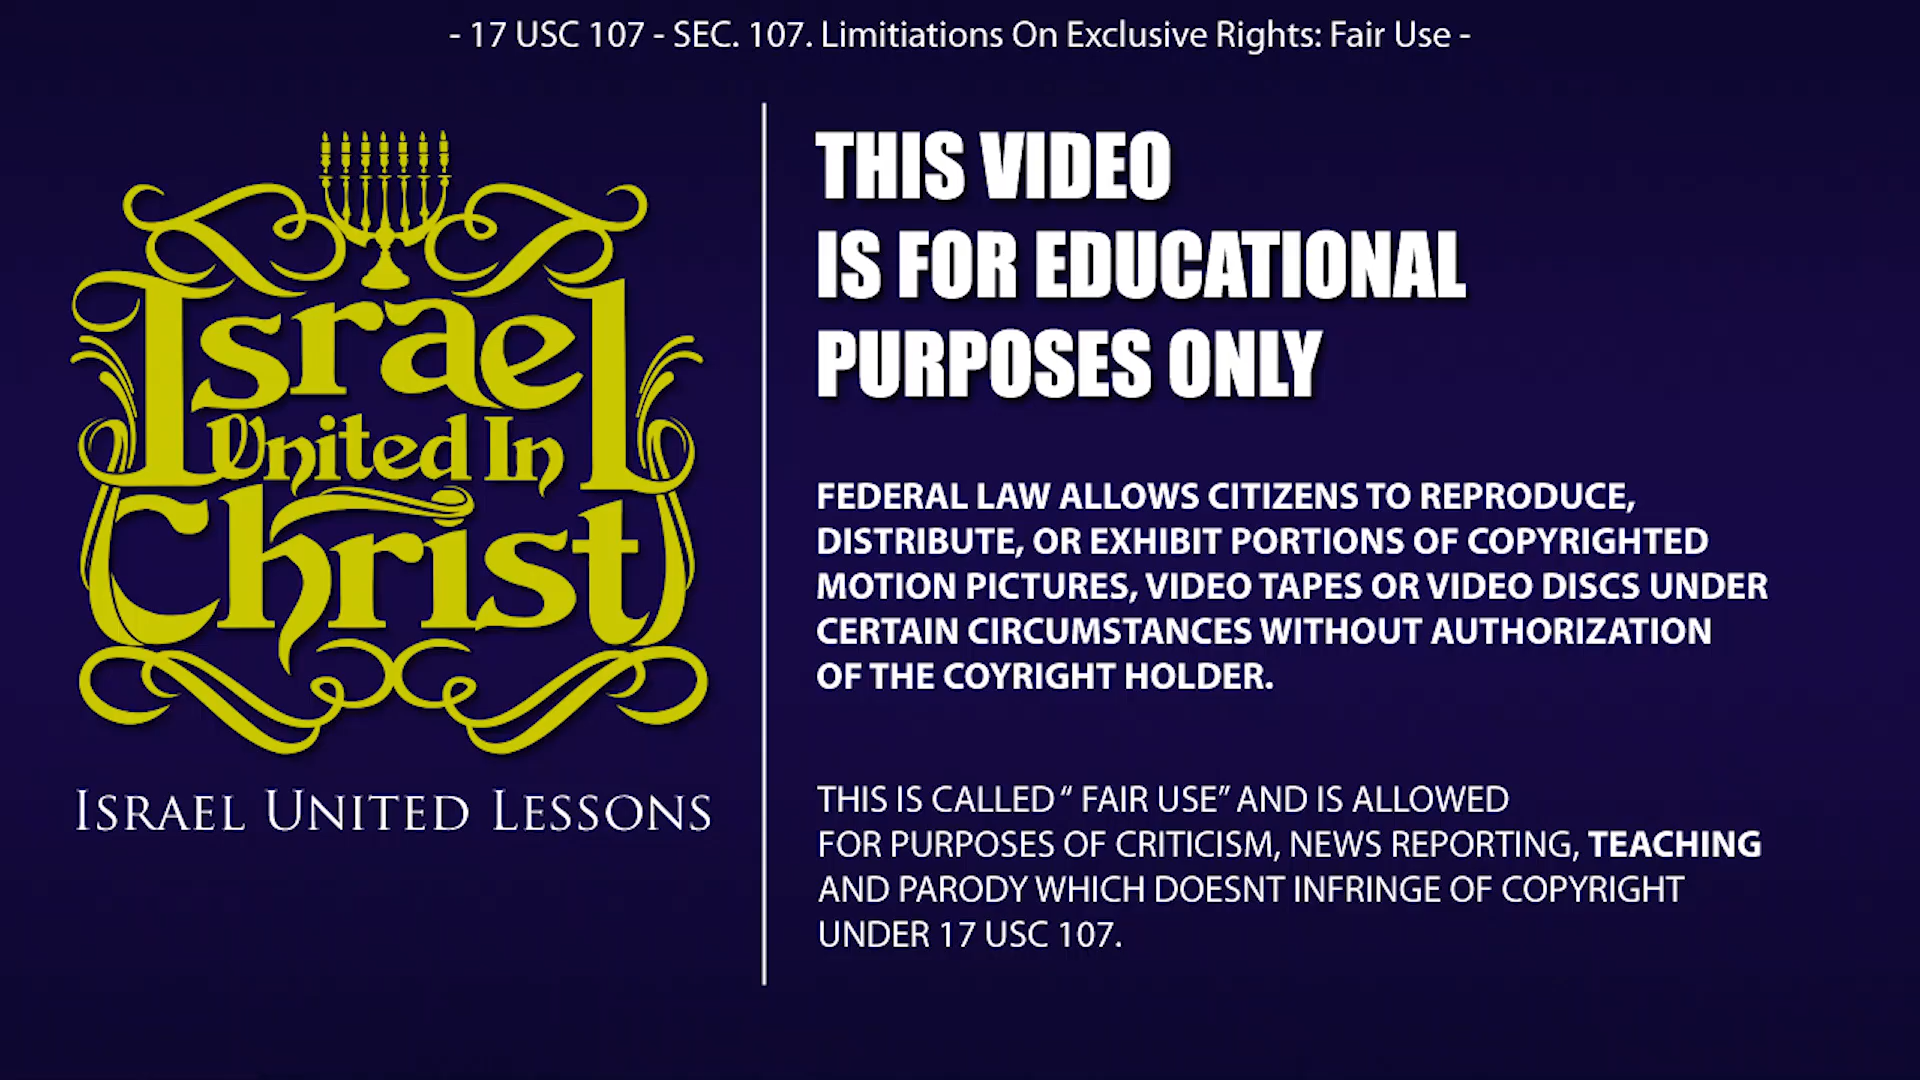 - 17 USC 107 - SEC. 107. Limitiations On Exclusive Rights: Fair Use -
Israel
United In
Christ
ISRAEL UNITED LESSONS
THIS VIDEO
IS FOR EDUCATIONAL
PURPOSES ONLY
FEDERAL LAW ALLOWS CITIZENS TO REPRODUCE,
DISTRIBUTE, OR EXHIBIT PORTIONS OF COPYRIGHTED
MOTION PICTURES, VIDEO TAPES OR VIDEO DISCS UNDER
CERTAIN CIRCUMSTANCES WITHOUT AUTHORIZATION
OF THE COYRIGHT HOLDER.
THIS IS CALLED “ FAIR USE” AND IS ALLOWED
FOR PURPOSES OF CRITICISM, NEWS REPORTING, TEACHING
AND PARODY WHICH DOESNT INFRINGE OF COPYRIGHT
UNDER 17 USC 107.